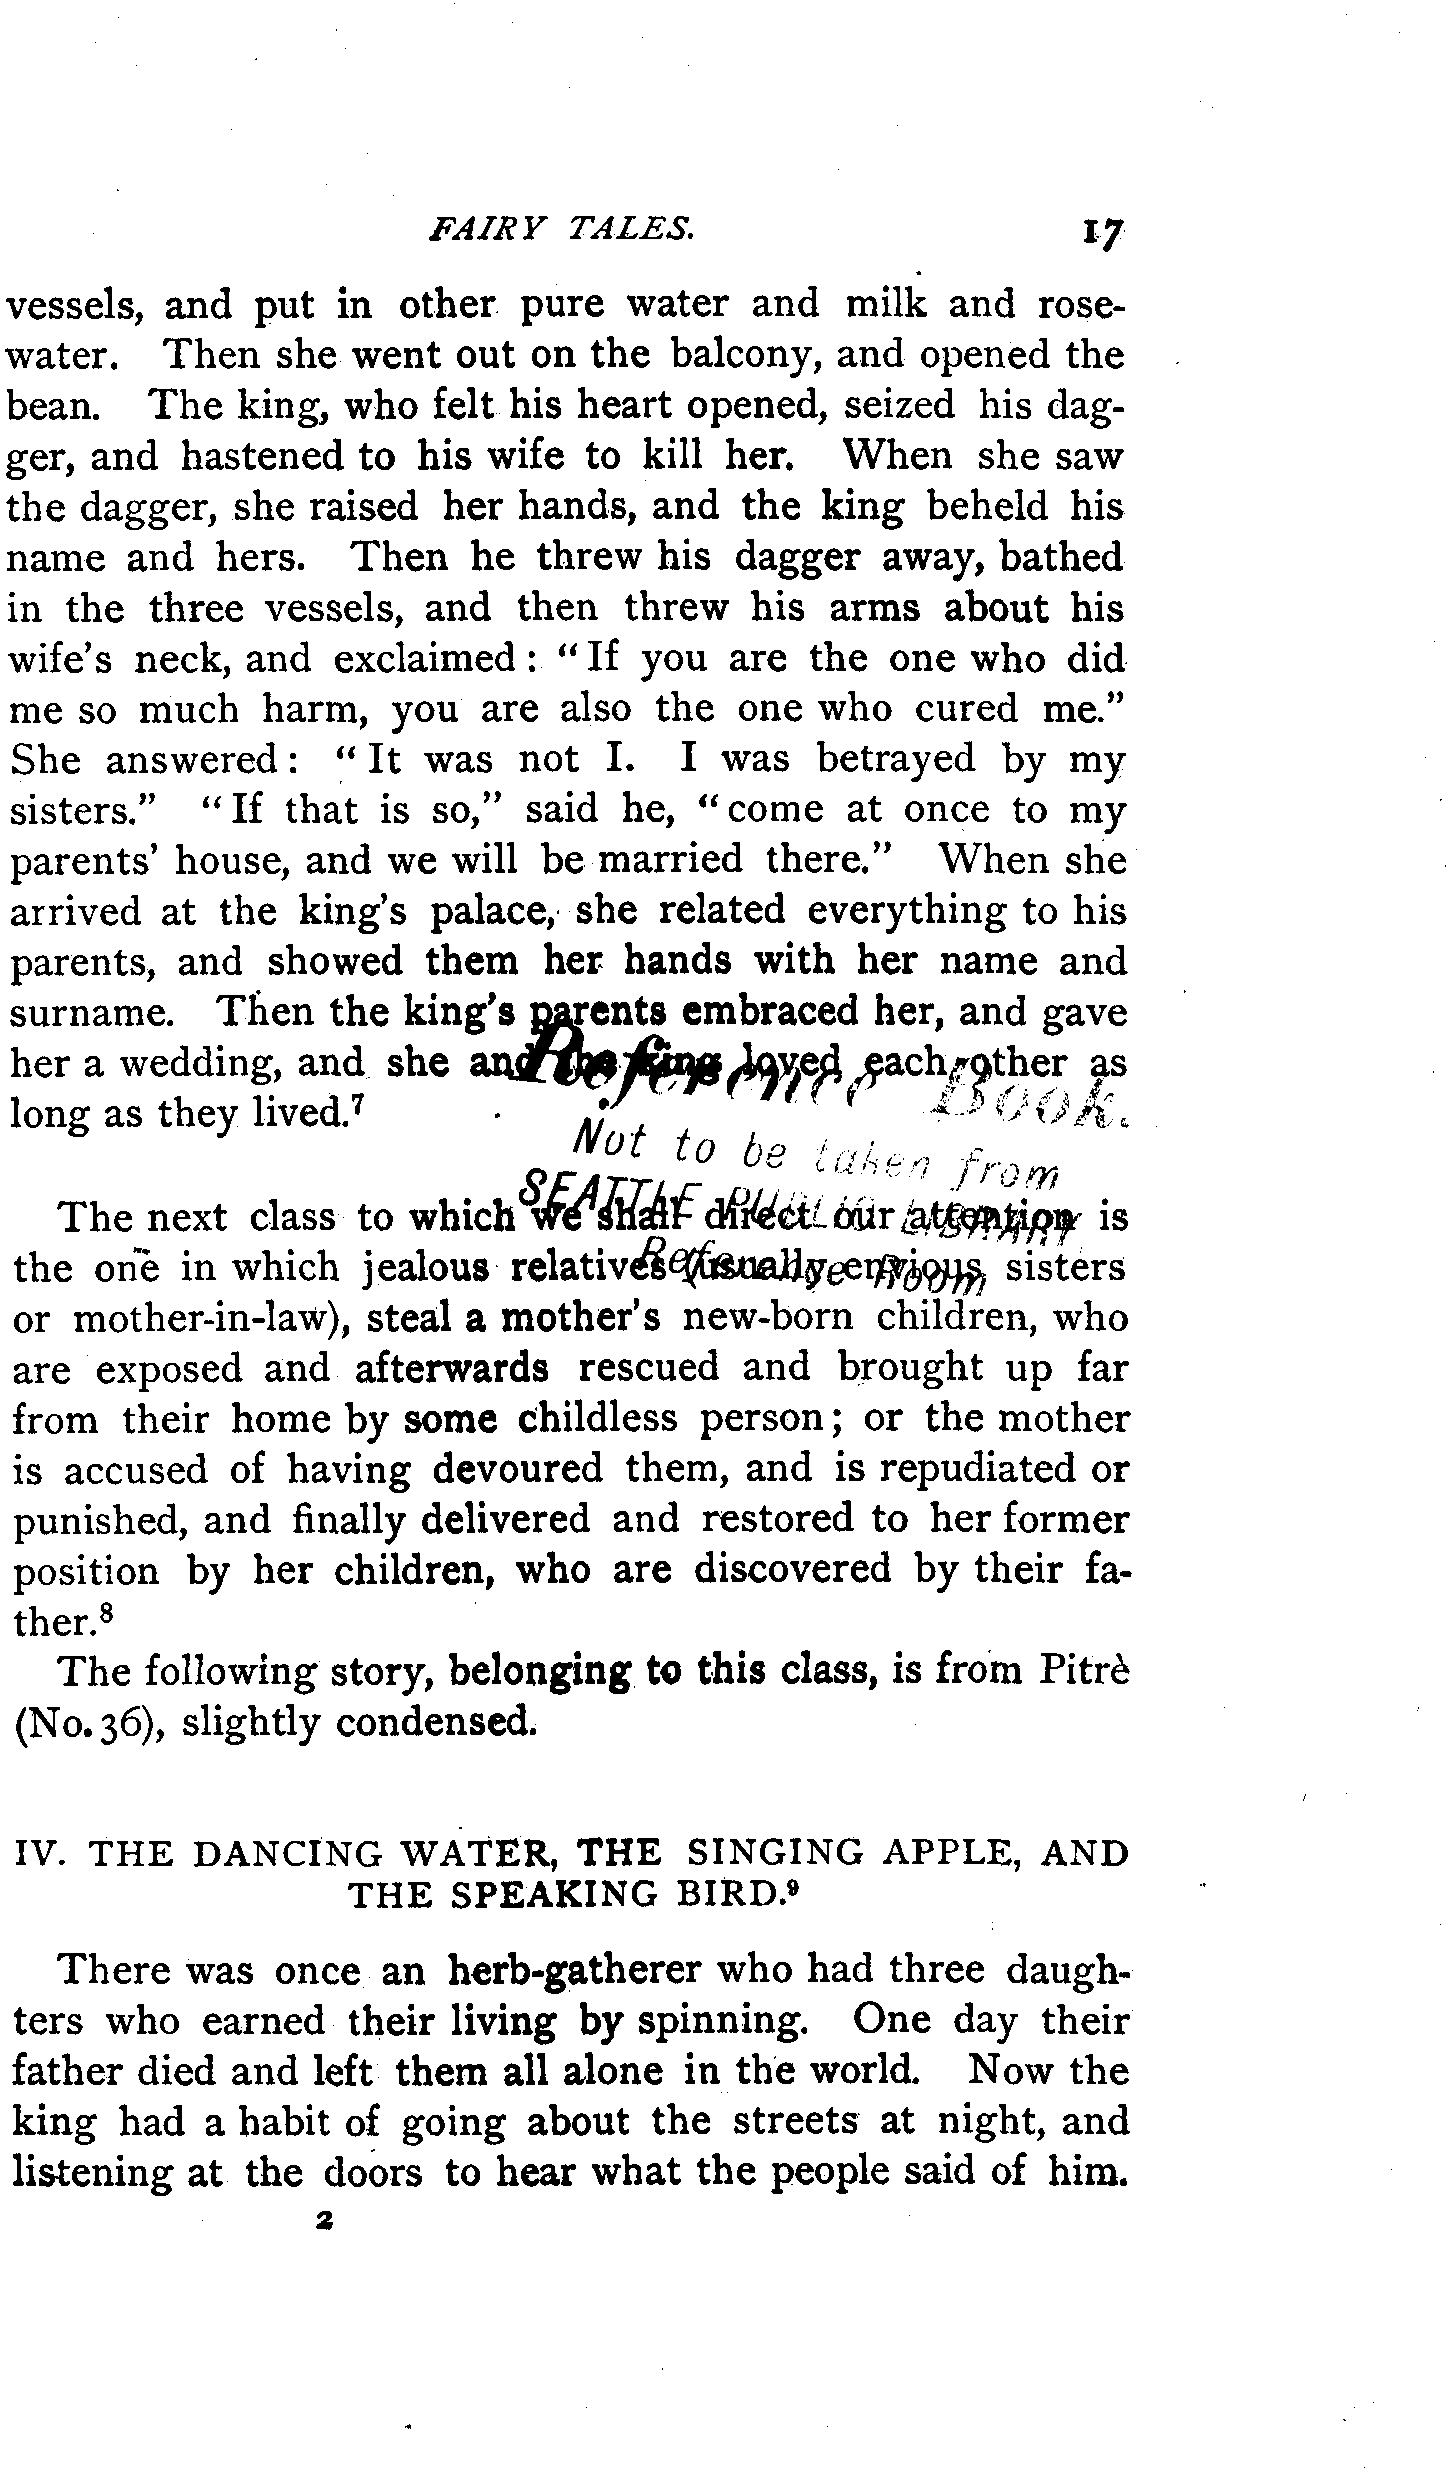 FAIRY TALES. 17
vessels, and put in other pure water and milk and rose-
water. Then she went out on the balcony, and opened the
bean. The king, who felt his heart opened, seized his dag-
ger, and hastened to his wife to kill her. When she saw
the dagger, she raised her hands, and the king beheld his
name and hers. Then he threw his dagger away, bathed
in the three vessels, and then threw his arms about his
wife's neck, and exclaimed: "If you are the one who did
me so much harm, you are also the one who cured me."
She answered: "It was not I. I was betrayed by my
sisters." "If that is so," said he, "come at once to my
parents' house, and we will be married there." When she
arrived at the king's palace, she related everything to his
parents, and showed them her hands with her name and
surname. Then the king's parents embraced her, and gave
her a wedding, and she and the king loved each other as
Reference Book.
long as they lived.⁷
Not to be taken from
SEATTLE PUBLIC LIBRARY
The next class to which we shall direct our attention is
Reference Room
the one in which jealous relatives (usually envious sisters
or mother-in-law), steal a mother's new-born children, who
are exposed and afterwards rescued and brought up far
from their home by some childless person; or the mother
is accused of having devoured them, and is repudiated or
punished, and finally delivered and restored to her former
position by her children, who are discovered by their fa-
ther.⁸
The following story, belonging to this class, is from Pitrè
(No. 36), slightly condensed.
IV. THE DANCING WATER, THE SINGING APPLE, AND
THE SPEAKING BIRD.⁹
There was once an herb-gatherer who had three daugh-
ters who earned their living by spinning. One day their
father died and left them all alone in the world. Now the
king had a habit of going about the streets at night, and
listening at the doors to hear what the people said of him.
2